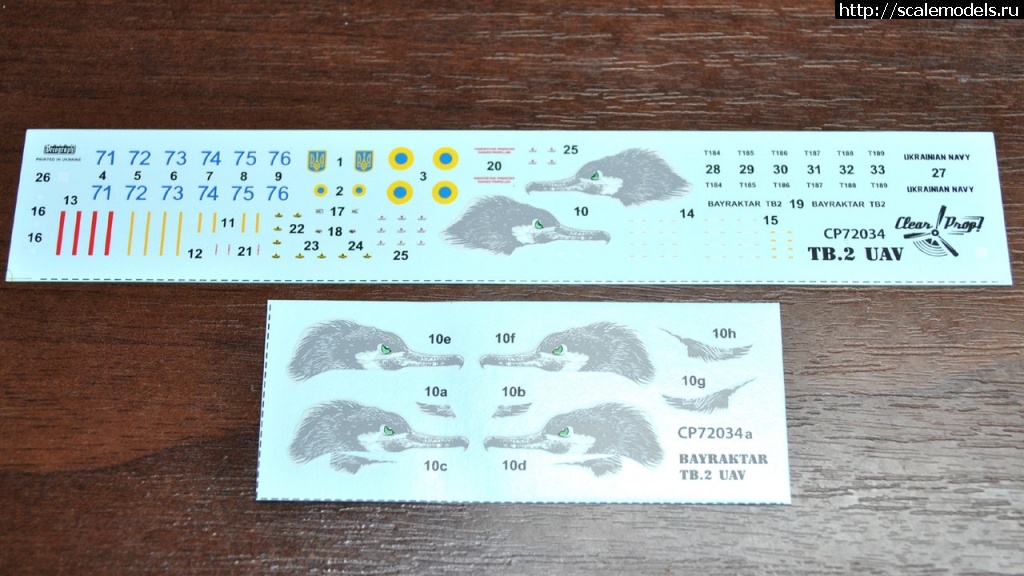 http://scalemodels.ru
PRINTED IN UKRAINE
26
71 72 73 74 75 76
4 5 6 7 8 9
71 72 73 74 75 76
1
2
3
20
25
10
T184 T185 T186 T187 T188 T189
28 29 30 31 32 33
T184 T185 T186 T187 T188 T189
UKRAINIAN NAVY
27
UKRAINIAN NAVY
BAYRAKTAR TB2 19 BAYRAKTAR TB2
16
13
16
11
12
21
22
17
18
23
24
25
14
15
CP72034
TB.2 UAV
Clear Prop!
10e
10f
10h
10a
10b
10g
10c
10d
CP72034a
BAYRAKTAR
TB.2 UAV